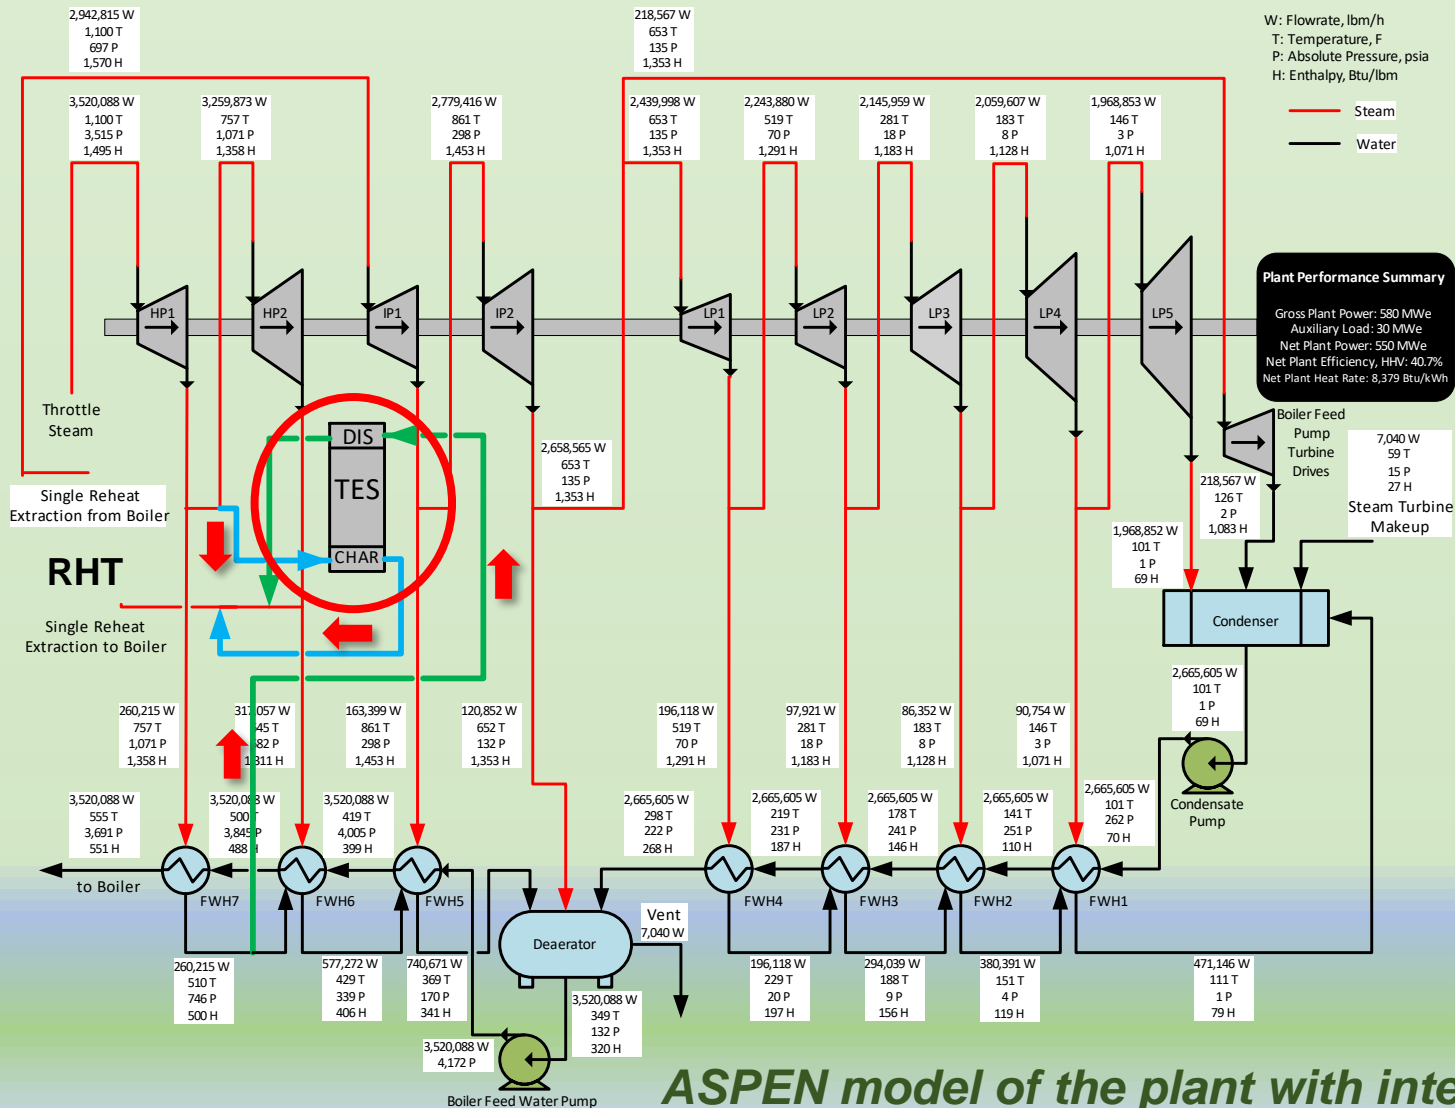 2,942,815 W
1,100 T
697 P
1,570 H
218,567 W
653 T
135 P
1,353 H
W: Flowrate, lbm/h
T: Temperature, F
P: Absolute Pressure, psia
H: Enthalpy, Btu/lbm
Steam
Water
3,520,088 W
1,100 T
3,515 P
1,495 H
3,259,873 W
757 T
1,071 P
1,358 H
2,779,416 W
861 T
298 P
1,453 H
2,439,998 W
653 T
135 P
1,353 H
2,243,880 W
519 T
70 P
1,291 H
2,145,959 W
281 T
18 P
1,183 H
2,059,607 W
183 T
8 P
1,128 H
1,968,853 W
146 T
3 P
1,071 H
HP1
HP2
IP1
IP2
LP1
LP2
LP3
LP4
LP5
Plant Performance Summary
Gross Plant Power: 580 MWe
Auxiliary Load: 30 MWe
Net Plant Power: 550 MWe
Net Plant Efficiency, HHV: 40.7%
Net Plant Heat Rate: 8,379 Btu/kWh
Throttle
Steam
DIS
TES
CHAR
2,658,565 W
653 T
135 P
1,353 H
Boiler Feed
Pump
Turbine
Drives
7,040 W
59 T
15 P
27 H
Steam Turbine
Makeup
218,567 W
126 T
2 P
1,083 H
Single Reheat
Extraction from Boiler
RHT
Single Reheat
Extraction to Boiler
1,968,852 W
101 T
1 P
69 H
Condenser
2,665,605 W
101 T
1 P
69 H
Condensate
Pump
260,215 W
757 T
1,071 P
1,358 H
057 W
45 T
82 P
311 H
163,399 W
861 T
298 P
1,453 H
120,852 W
652 T
132 P
1,353 H
196,118 W
519 T
70 P
1,291 H
97,921 W
281 T
18 P
1,183 H
86,352 W
183 T
8 P
1,128 H
90,754 W
146 T
3 P
1,071 H
3,520,088 W
555 T
3,691 P
551 H
3,520,088 W
500 T
3,845 P
488 H
3,520,088 W
419 T
4,005 P
399 H
2,665,605 W
298 T
222 P
268 H
2,665,605 W
219 T
231 P
187 H
2,665,605 W
178 T
241 P
146 H
2,665,605 W
141 T
251 P
110 H
2,665,605 W
101 T
262 P
70 H
to Boiler
FWH7
FWH6
FWH5
FWH4
FWH3
FWH2
FWH1
Deaerator
Vent
7,040 W
260,215 W
510 T
746 P
500 H
577,272 W
429 T
339 P
406 H
740,671 W
369 T
170 P
341 H
3,520,088 W
349 T
132 P
320 H
196,118 W
229 T
20 P
197 H
294,039 W
188 T
9 P
156 H
380,391 W
151 T
4 P
119 H
471,146 W
111 T
1 P
79 H
3,520,088 W
4,172 P
Boiler Feed Water Pump
ASPEN model of the plant with inte